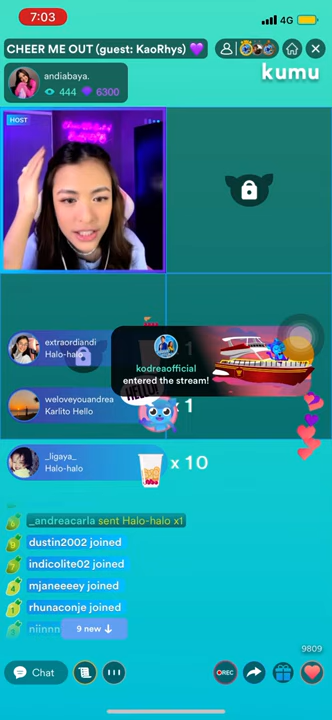 7:03
4G
CHEER ME OUT (guest: KaoRhys) 💜
kumu
andiabaya.
444 6300
HOST
extraordiandi
Halo-halo
x 1
kodreaofficial
entered the stream!
HELLO
weloveyouandrea
Karlito Hello
x 1
_ligaya_
Halo-halo
x 10
_andreacarla sent Halo-halo x1
dustin2002 joined
indicolite02 joined
mjaneeeey joined
rhunaconje joined
9 new ↓
9809
Chat
REC